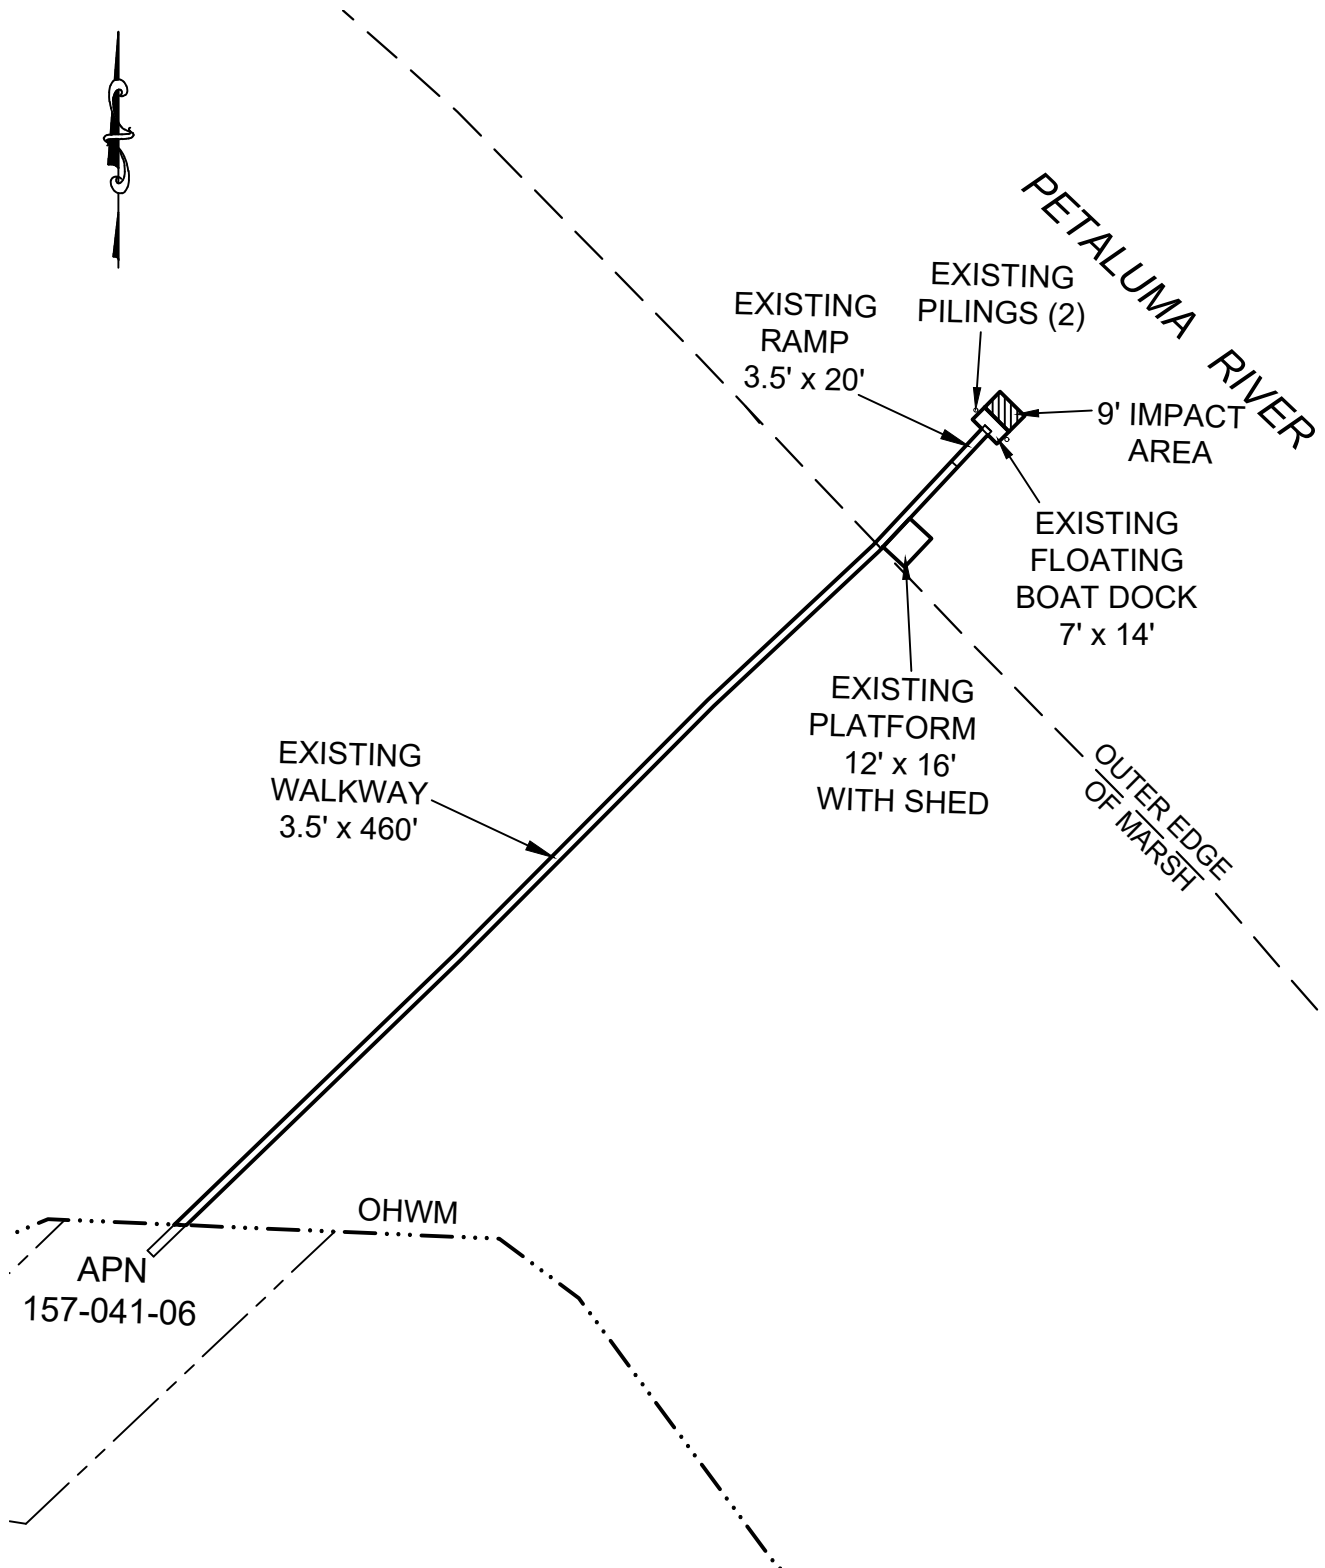 PETALUMA RIVER
EXISTING
PILINGS (2)
EXISTING
RAMP
3.5' x 20'
9' IMPACT
AREA
EXISTING
FLOATING
BOAT DOCK
7' x 14'
EXISTING
PLATFORM
12' x 16'
WITH SHED
EXISTING
WALKWAY
3.5' x 460'
OUTER EDGE
OF MARSH
OHWM
APN
157-041-06